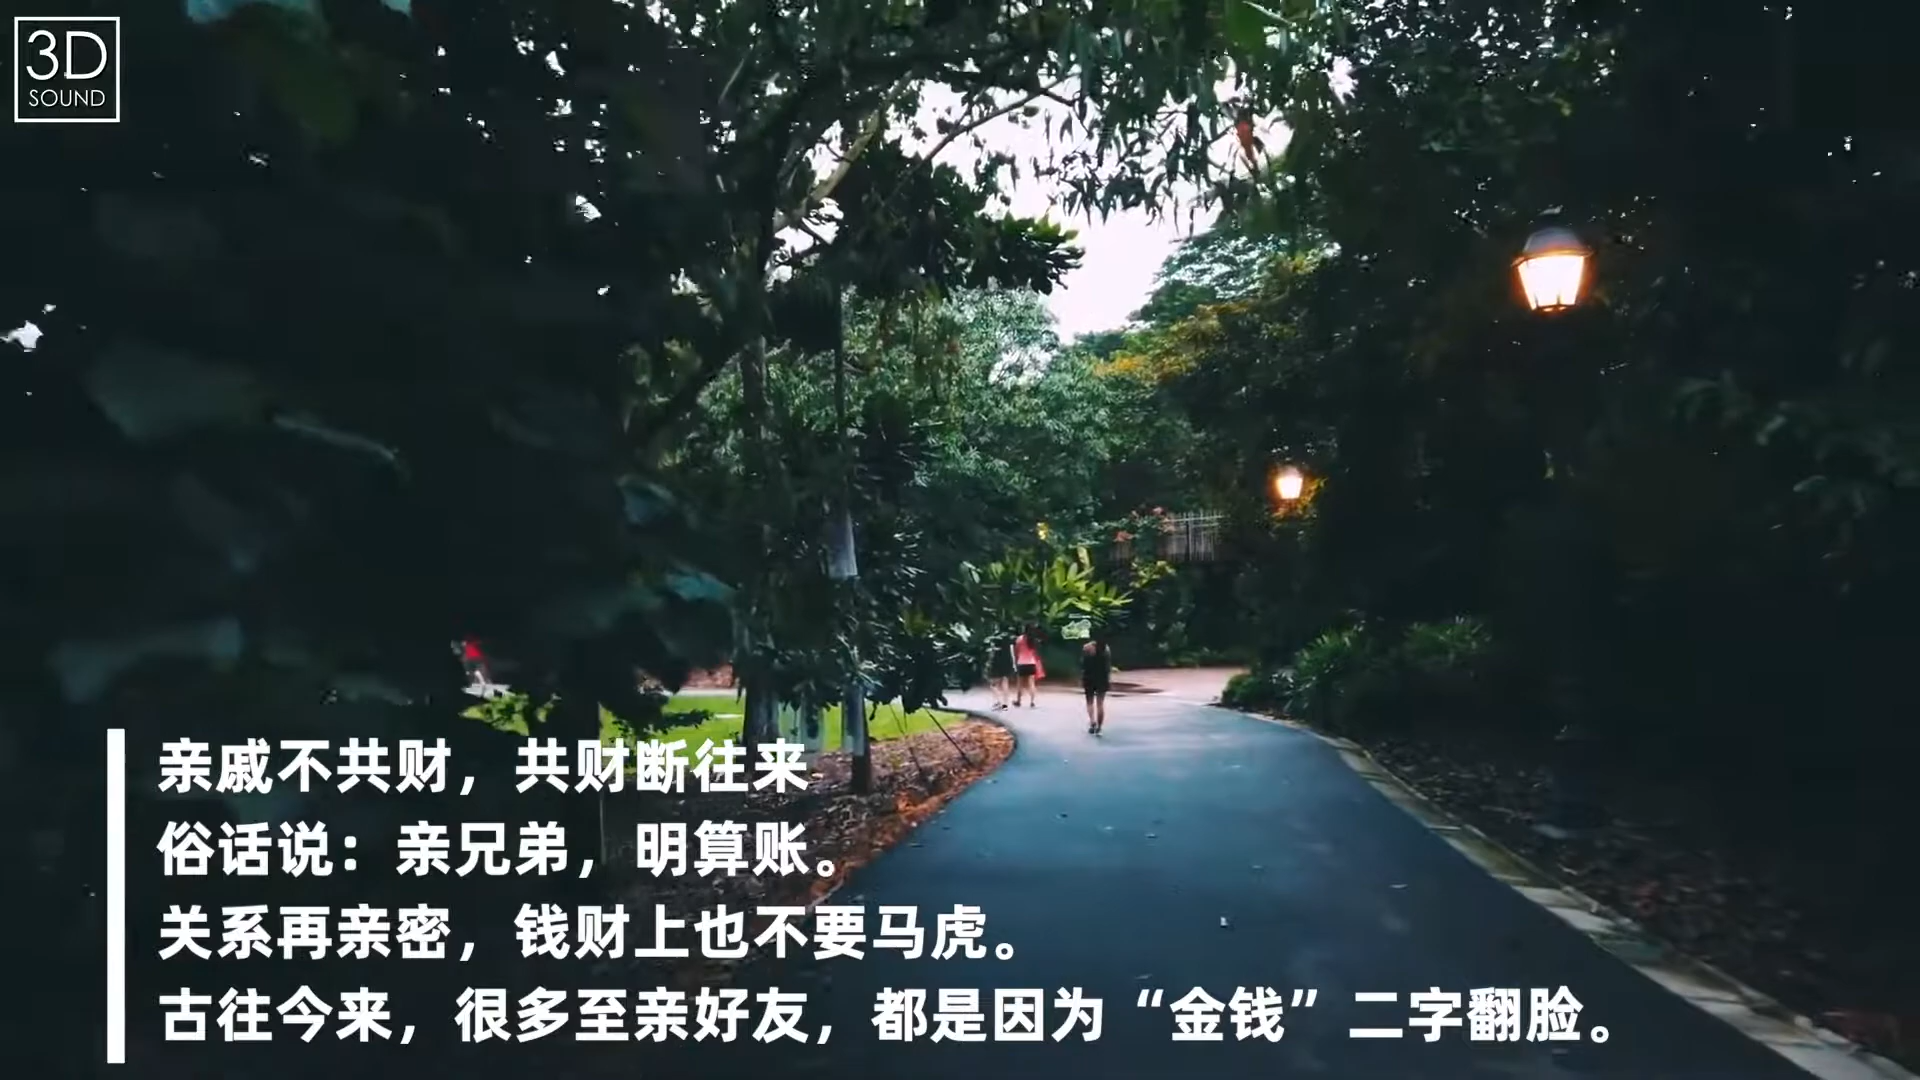 3D
SOUND
亲戚不共财，共财断往来
俗话说：亲兄弟，明算账。
关系再亲密，钱财上也不要马虎。
古往今来，很多至亲好友，都是因为“金钱”二字翻脸。